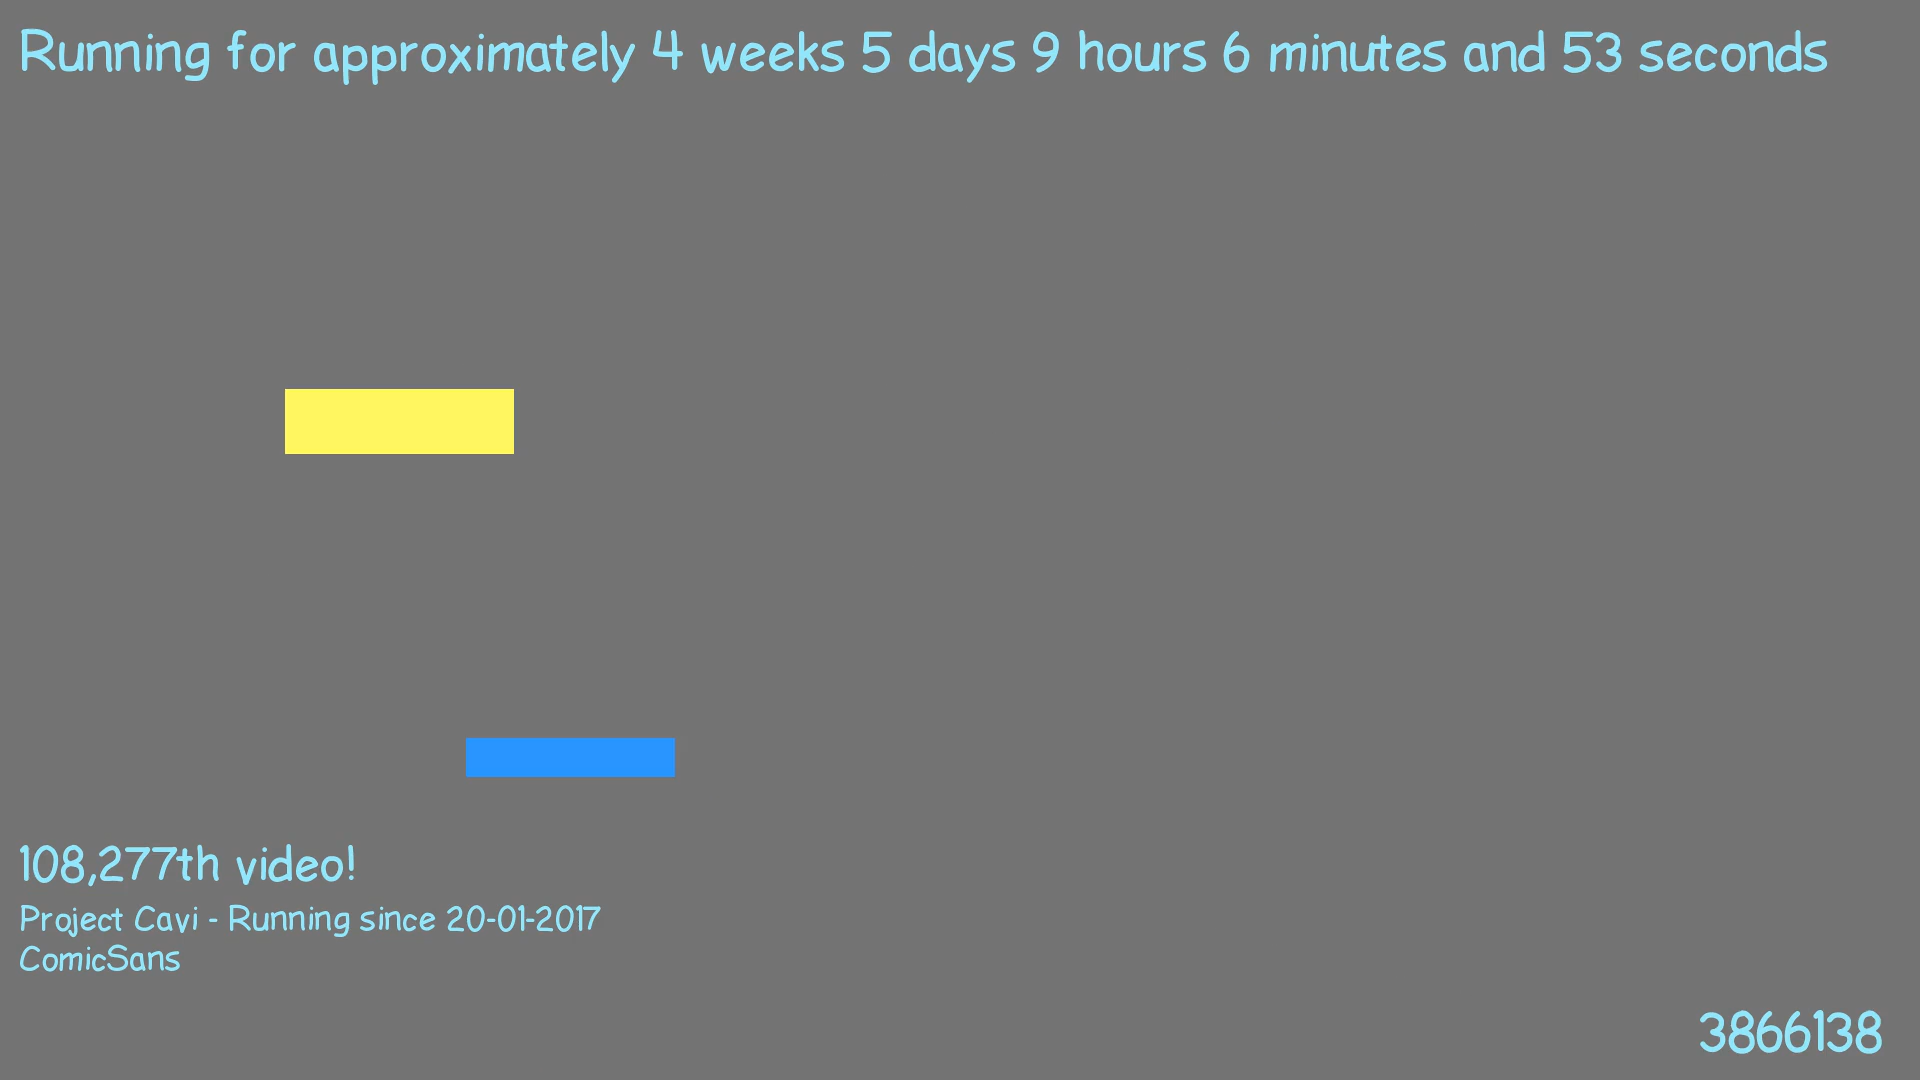 Running for approximately 4 weeks 5 days 9 hours 6 minutes and 53 seconds
108,277th video!
Project Cavi - Running since 20-01-2017
ComicSans
3866138